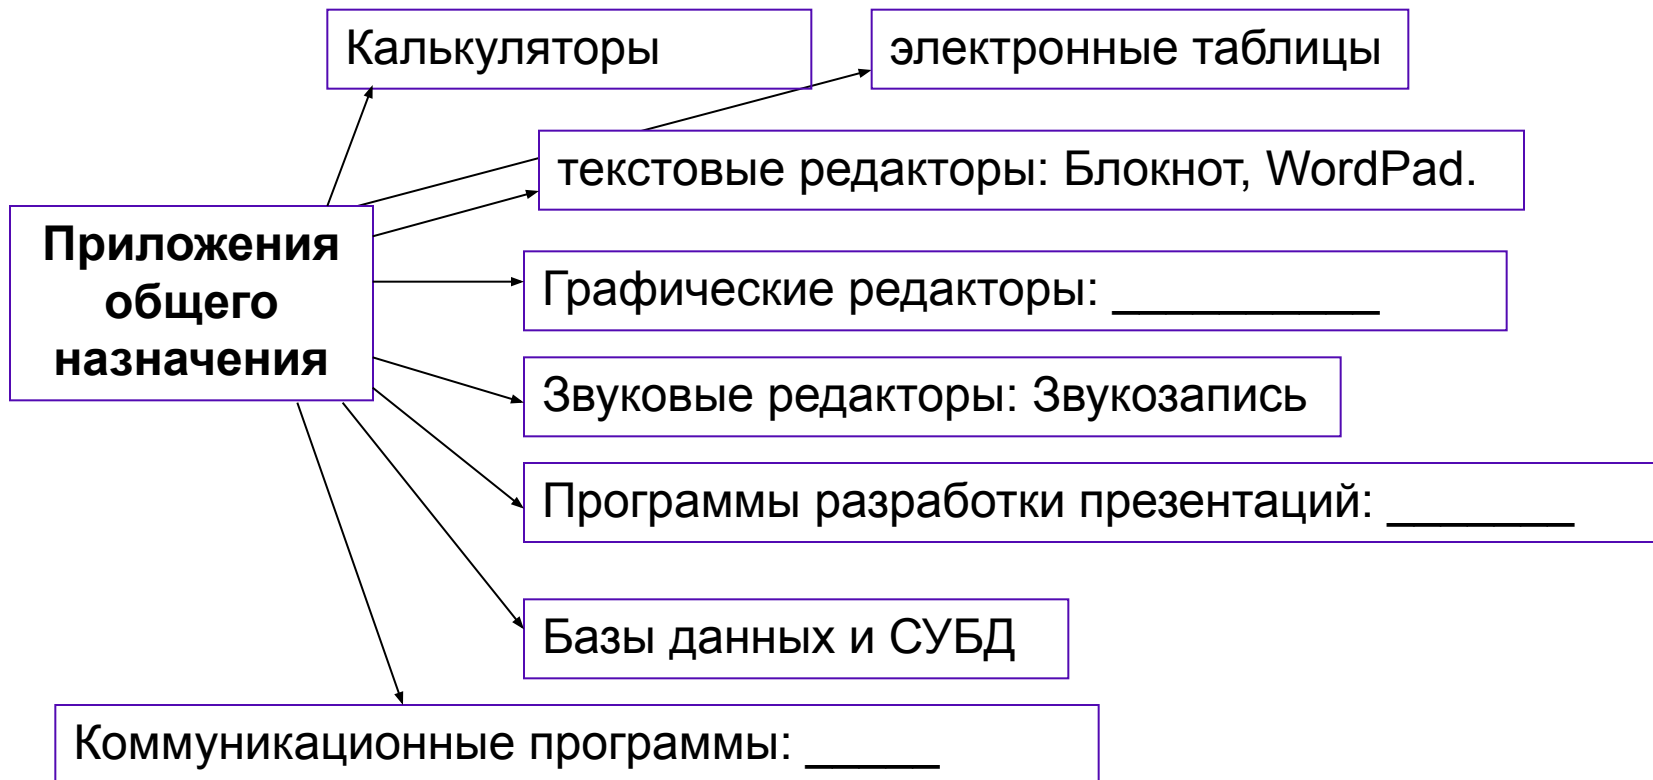 Калькуляторы
электронные таблицы
текстовые редакторы: Блокнот, WordPad.
Приложения
общего
назначения
Графические редакторы: __________
Звуковые редакторы: Звукозапись
Программы разработки презентаций: _______
Базы данных и СУБД
Коммуникационные программы: _____